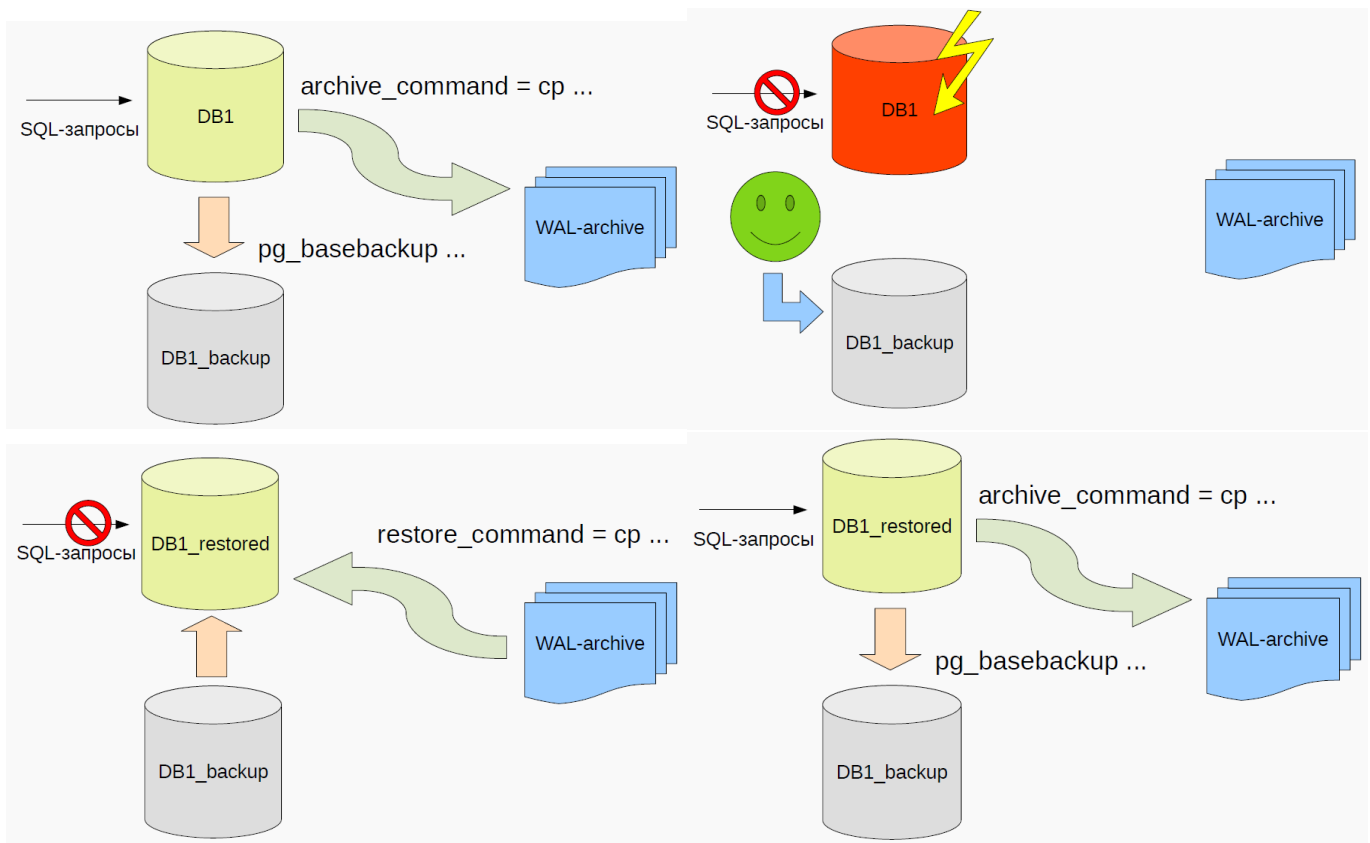 archive_command = cp ...
DB1
SQL-запросы
WAL-archive
pg_basebackup ...
DB1_backup
DB1
SQL-запросы
WAL-archive
DB1_backup
restore_command = cp ...
DB1_restored
SQL-запросы
WAL-archive
DB1_backup
archive_command = cp ...
DB1_restored
SQL-запросы
WAL-archive
pg_basebackup ...
DB1_backup